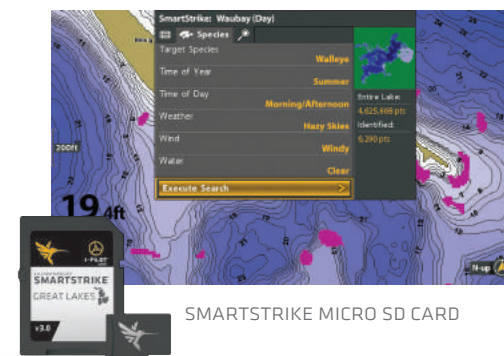 SmartStrike: Waubay (Day)
Species
Target Species
Walleye
Time of Year
Summer
Time of Day
Morning/Afternoon
Weather
Hazy Skies
Wind
Windy
Water
Clear
Execute Search >
Entire Lake:
4,625,668 pts
Identified:
6,290 pts
200ft
19.4ft
N-up
I-PILOT
SMARTSTRIKE
GREAT LAKES
v3.0
SMARTSTRIKE MICRO SD CARD